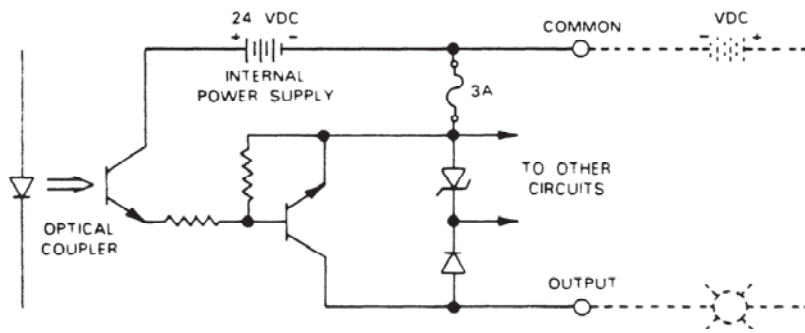 24 VDC
+
-
INTERNAL
POWER SUPPLY
COMMON
VDC
-
+
3A
TO OTHER
CIRCUITS
OPTICAL
COUPLER
OUTPUT